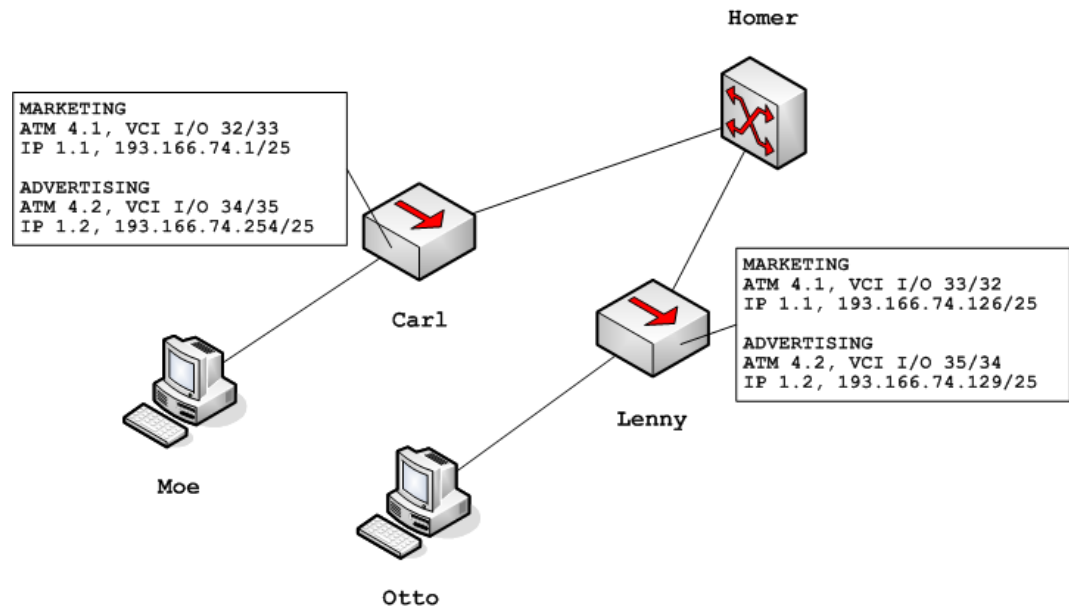 Homer
MARKETING
ATM 4.1, VCI I/O 32/33
IP 1.1, 193.166.74.1/25
ADVERTISING
ATM 4.2, VCI I/O 34/35
IP 1.2, 193.166.74.254/25
Carl
MARKETING
ATM 4.1, VCI I/O 33/32
IP 1.1, 193.166.74.126/25
ADVERTISING
ATM 4.2, VCI I/O 35/34
IP 1.2, 193.166.74.129/25
Lenny
Moe
Otto